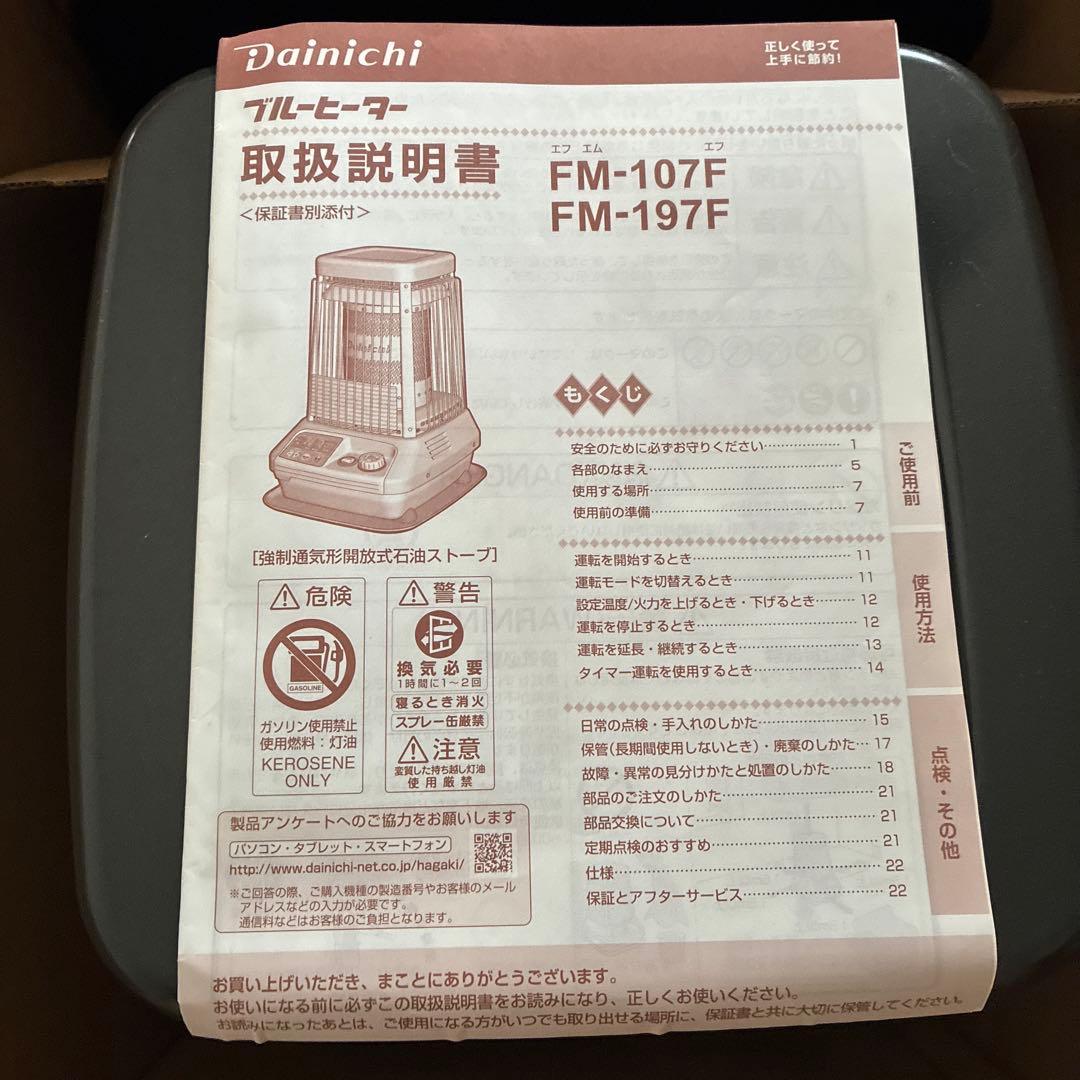 Dainichi
正しく使って
上手に節約!
ブルーヒーター
取扱説明書
<保証書別添付>
エフ エム エフ
FM-107F
FM-197F
Dainichi
もくじ
安全のために必ずお守りください 1
各部のなまえ 5
使用する場所 7
使用前の準備 7
ご使用前
運転を開始するとき 11
運転モードを切替えるとき 11
設定温度/火力を上げるとき・下げるとき 12
運転を停止するとき 12
運転を延長・継続するとき 13
タイマー運転を使用するとき 14
使用方法
日常の点検・手入れのしかた 15
保管(長期間使用しないとき)・廃棄のしかた 17
故障・異常の見分けかたと処置のしかた 18
部品のご注文のしかた 21
部品交換について 21
定期点検のおすすめ 21
仕様 22
保証とアフターサービス 22
点検・その他
[強制通気形開放式石油ストーブ]
危険
GASOLINE
ガソリン使用禁止
使用燃料:灯油
KEROSENE
ONLY
警告
換気必要
1時間に1~2回
寝るとき消火
スプレー缶厳禁
注意
変質した持ち越し灯油
使用厳禁
製品アンケートへのご協力をお願いします
パソコン・タブレット・スマートフォン
http://www.dainichi-net.co.jp/hagaki/
※ご回答の際、ご購入機種の製造番号やお客様のメール
アドレスなどの入力が必要です。
通信料などはお客様のご負担となります。
お買い上げいただき、まことにありがとうございます。
お使いになる前に必ずこの取扱説明書をお読みになり、正しくお使いください。
お読みになったあとは、ご使用になる方がいつでも取り出せる場所に、保証書と共に大切に保管してください。